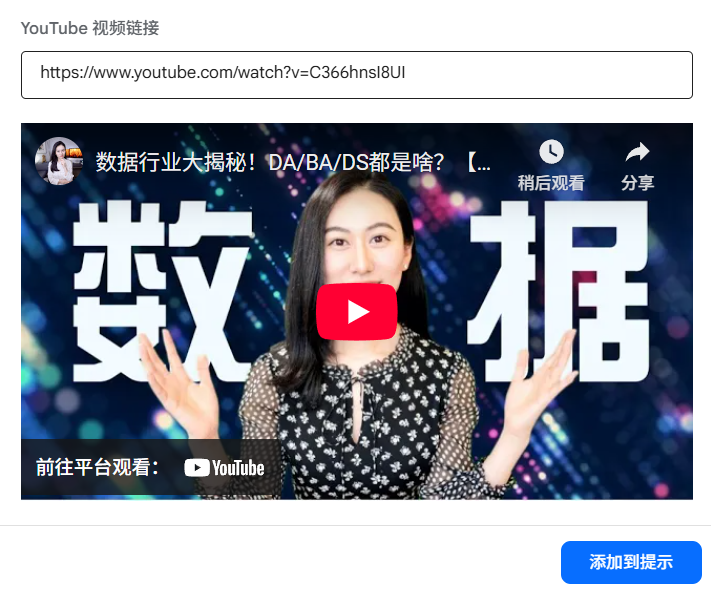 YouTube 视频链接
https://www.youtube.com/watch?v=C366hnsI8UI
数据行业大揭秘！DA/BA/DS都是啥？【...
稍后观看
分享
数 据
前往平台观看： YouTube
添加到提示